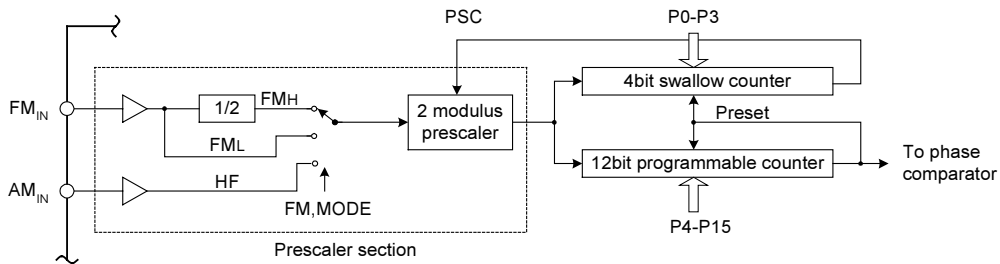 PSC
P0-P3
4bit swallow counter
FMIN
1/2
FMH
2 modulus
prescaler
Preset
FML
12bit programmable counter
To phase
comparator
AMIN
HF
FM,MODE
P4-P15
Prescaler section